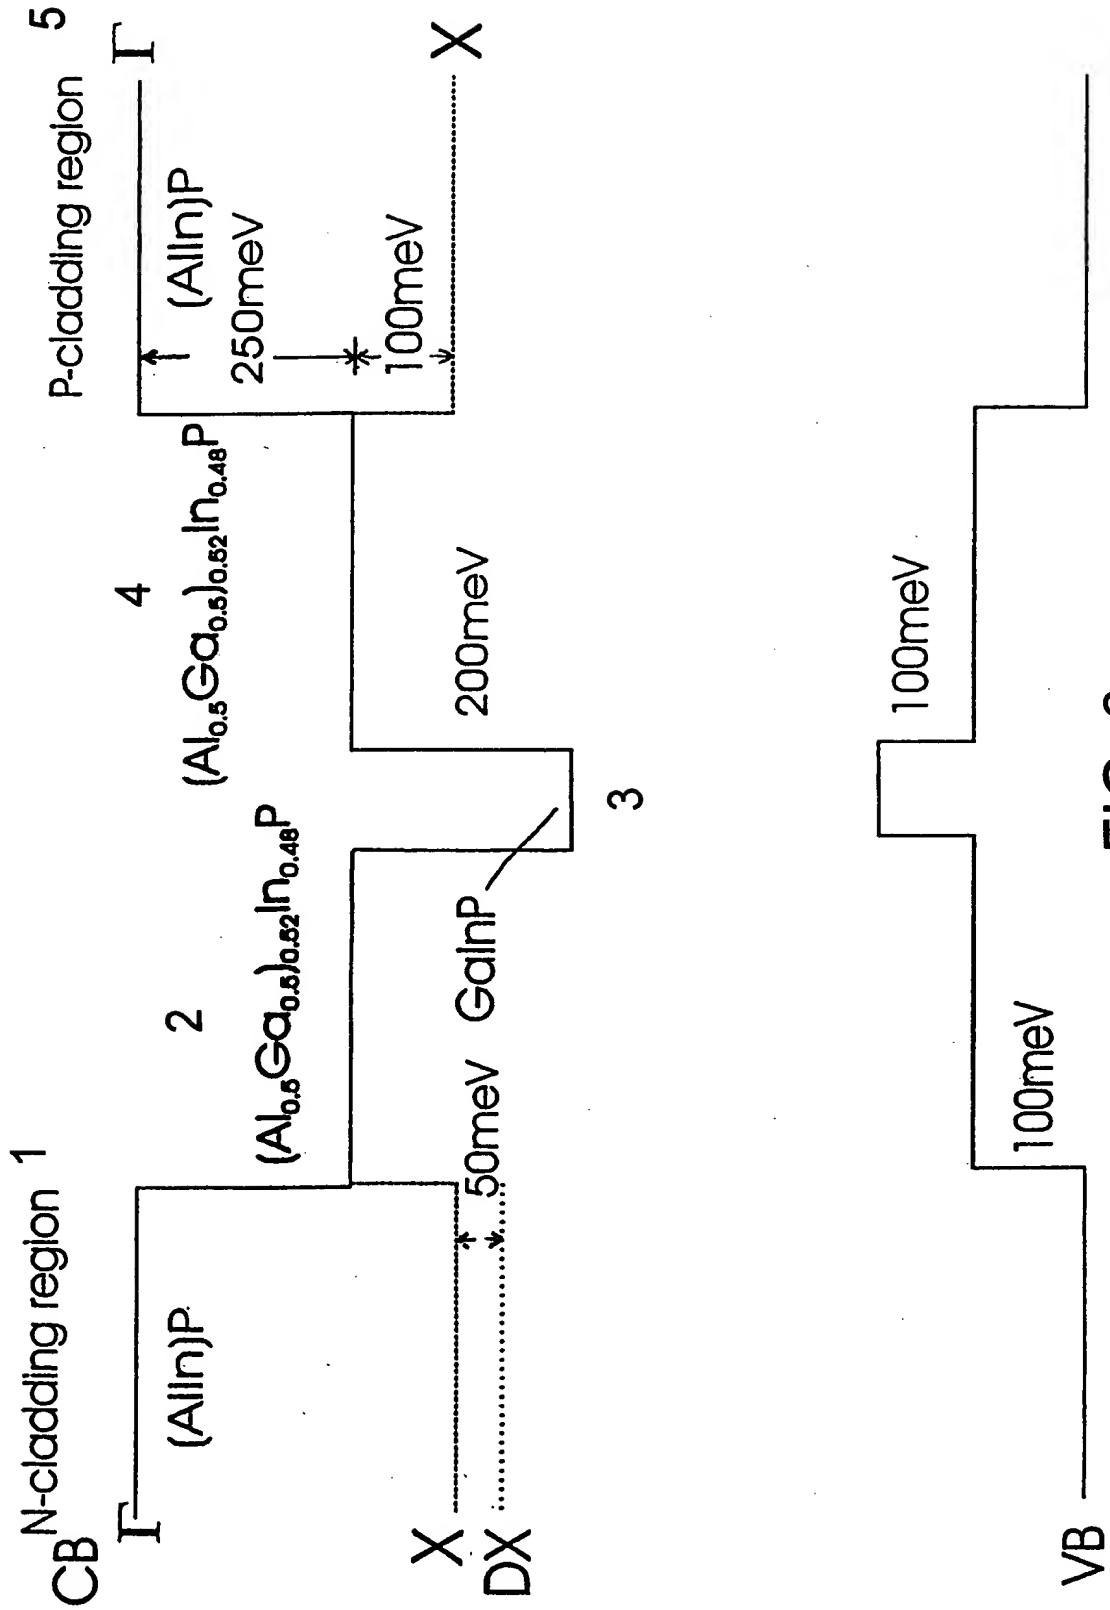 N-cladding region 1
P-cladding region 5
CB
Γ
Γ
(AlIn)P
2
4
(Al0.5Ga0.5)0.52In0.48P
(Al0.5Ga0.5)0.52In0.48P
(AlIn)P
250meV
100meV
X
X
DX
50meV
GaInP
200meV
3
100meV
100meV
VB